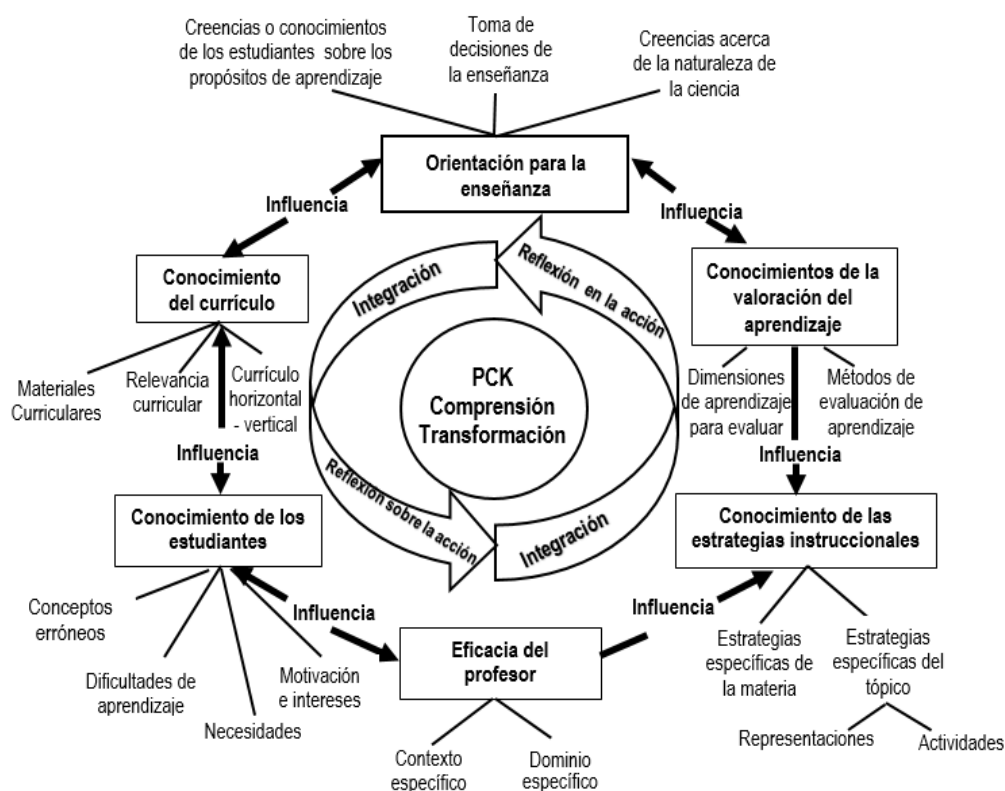 Creencias o conocimientos
de los estudiantes sobre los
propósitos de aprendizaje
Toma de
decisiones de
la enseñanza
Creencias acerca
de la naturaleza de
la ciencia
Orientación para la
enseñanza
Influencia
Influencia
Conocimiento
del currículo
Integración
Reflexión en la acción
Conocimientos de la
valoración del
aprendizaje
Materiales
Curriculares
Relevancia
curricular
Currículo
horizontal
- vertical
PCK
Comprensión
Transformación
Dimensiones
de aprendizaje
para evaluar
Métodos de
evaluación de
aprendizaje
Influencia
Influencia
Conocimiento de los
estudiantes
Reflexión sobre la acción
Integración
Conocimiento de las
estrategias instruccionales
Conceptos
erróneos
Dificultades de
aprendizaje
Necesidades
Motivación
e intereses
Influencia
Eficacia del
profesor
Influencia
Contexto
específico
Dominio
específico
Estrategias
específicas de
la materia
Estrategias
específicas del
tópico
Representaciones
Actividades